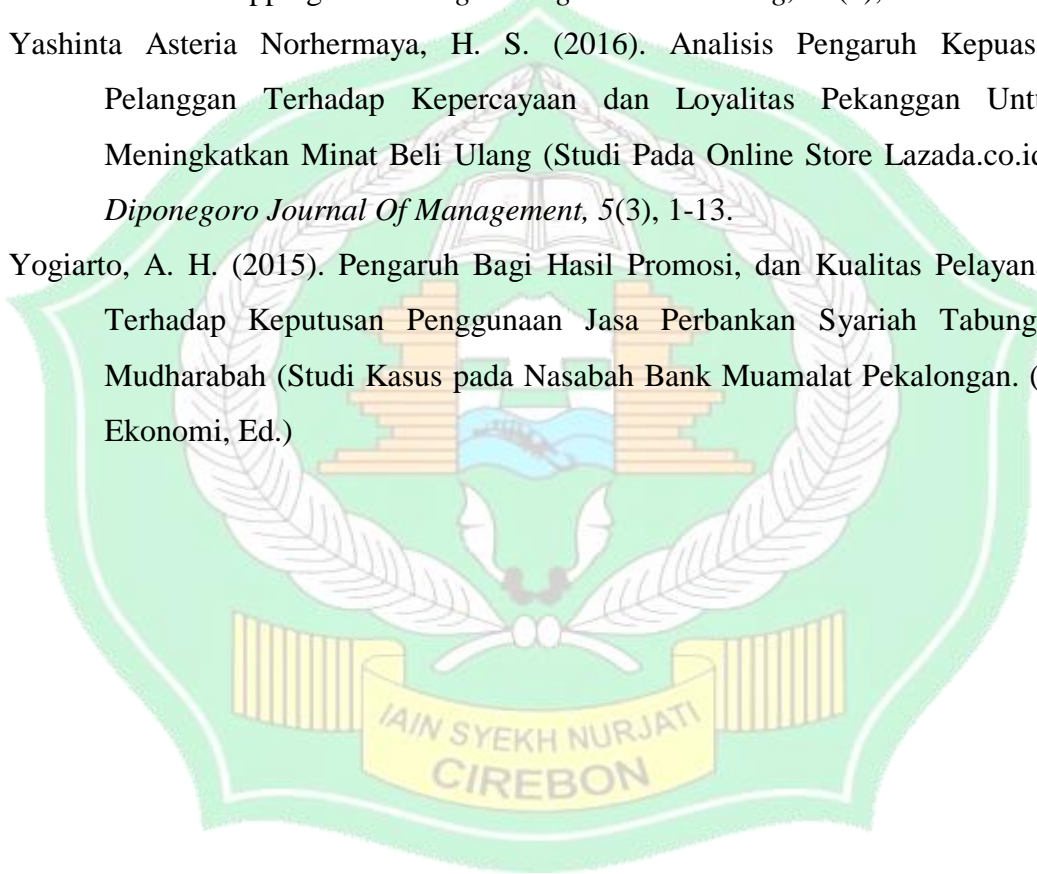 Yashinta Asteria Norhermaya, H. S. (2016). Analisis Pengaruh Kepuas
Pelanggan Terhadap Kepercayaan dan Loyalitas Pekanggan Untu
Meningkatkan Minat Beli Ulang (Studi Pada Online Store Lazada.co.id
Diponegoro Journal Of Management, 5(3), 1-13.
Yogiarto, A. H. (2015). Pengaruh Bagi Hasil Promosi, dan Kualitas Pelayana
Terhadap Keputusan Penggunaan Jasa Perbankan Syariah Tabung
Mudharabah (Studi Kasus pada Nasabah Bank Muamalat Pekalongan. (
Ekonomi, Ed.)
IAIN SYEKH NURJATI
CIREBON